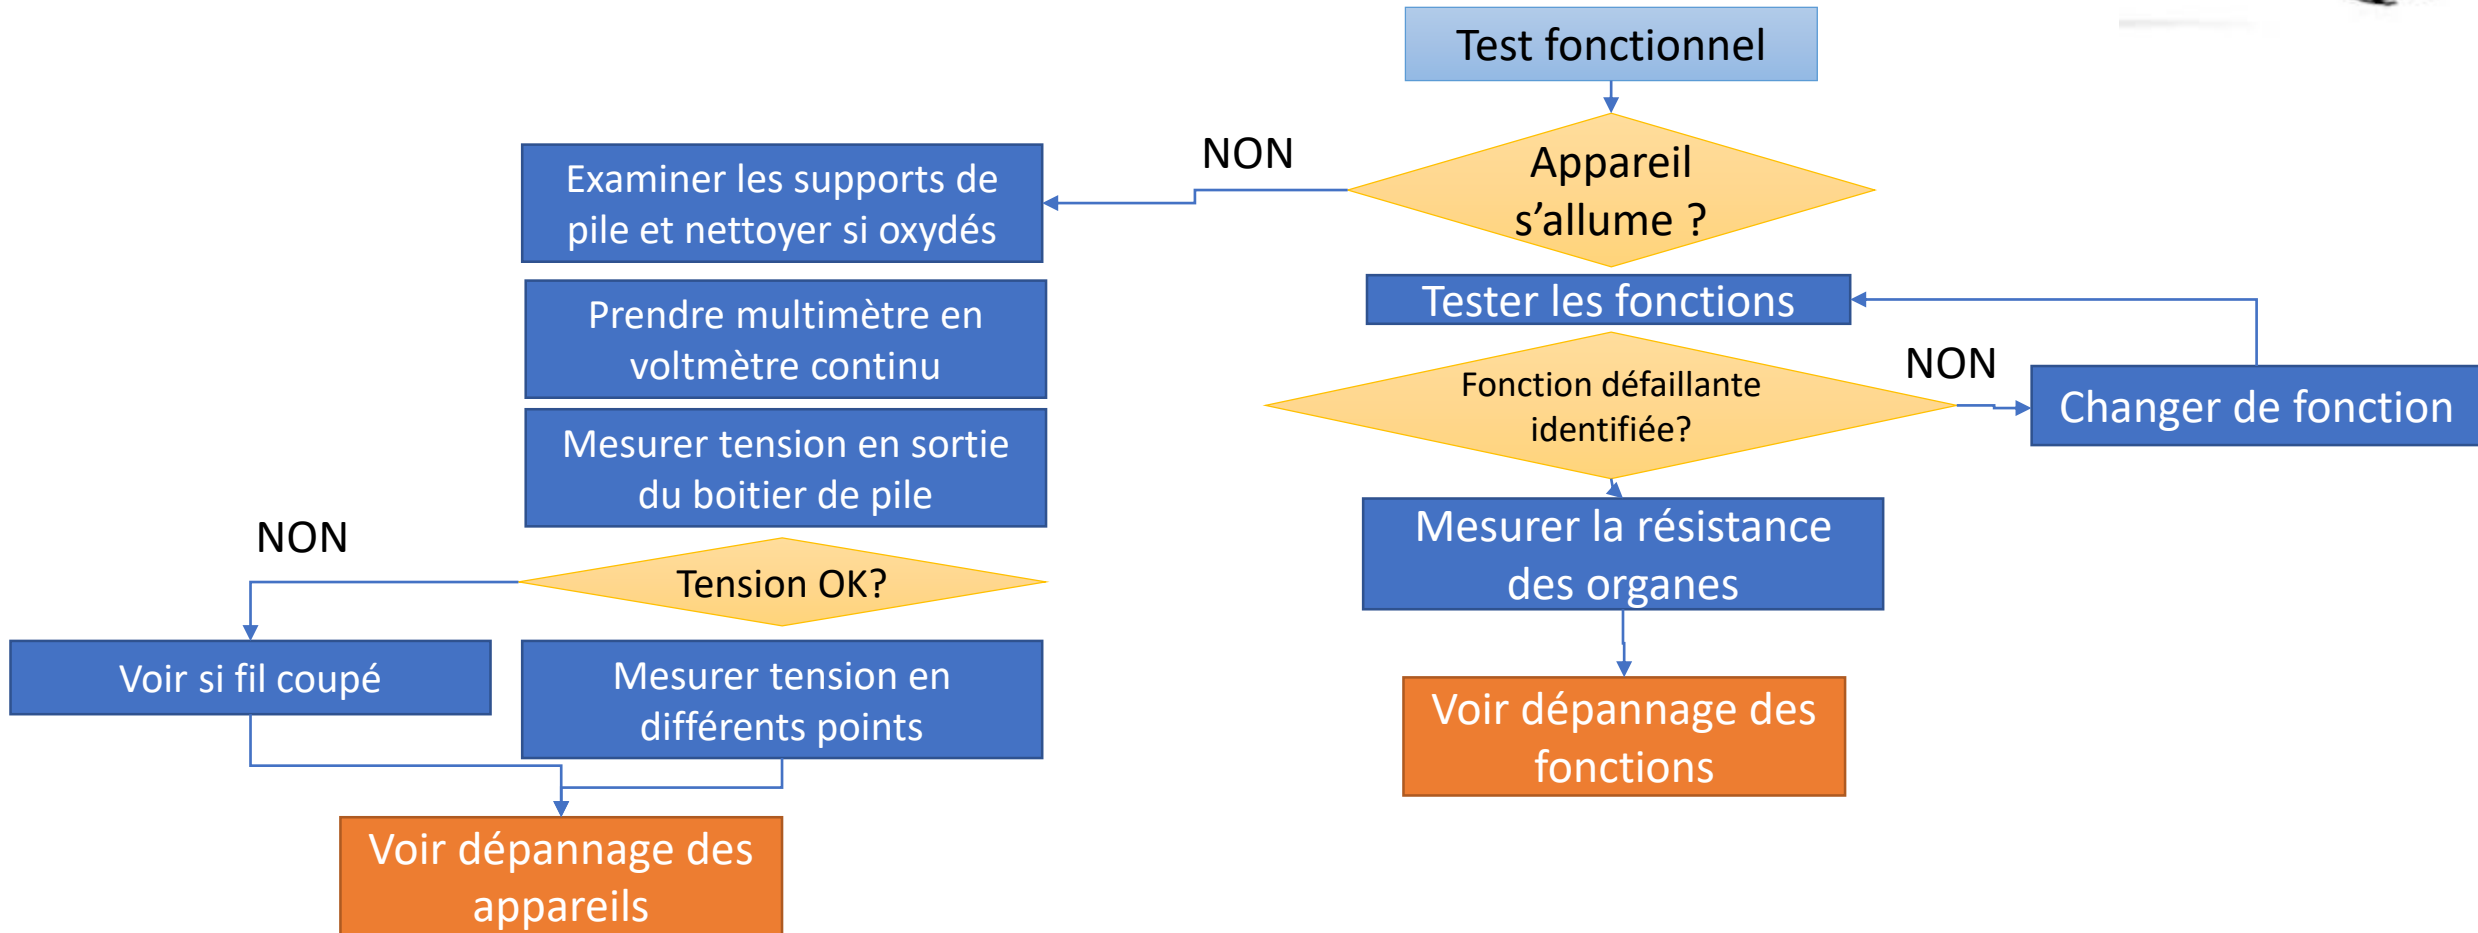 Test fonctionnel
NON
Appareil
s’allume ?
Examiner les supports de
pile et nettoyer si oxydés
Tester les fonctions
Prendre multimètre en
voltmètre continu
NON
Fonction défaillante
identifiée?
Changer de fonction
Mesurer tension en sortie
du boitier de pile
Mesurer la résistance
des organes
NON
Tension OK?
Voir si fil coupé
Mesurer tension en
différents points
Voir dépannage des
fonctions
Voir dépannage des
appareils